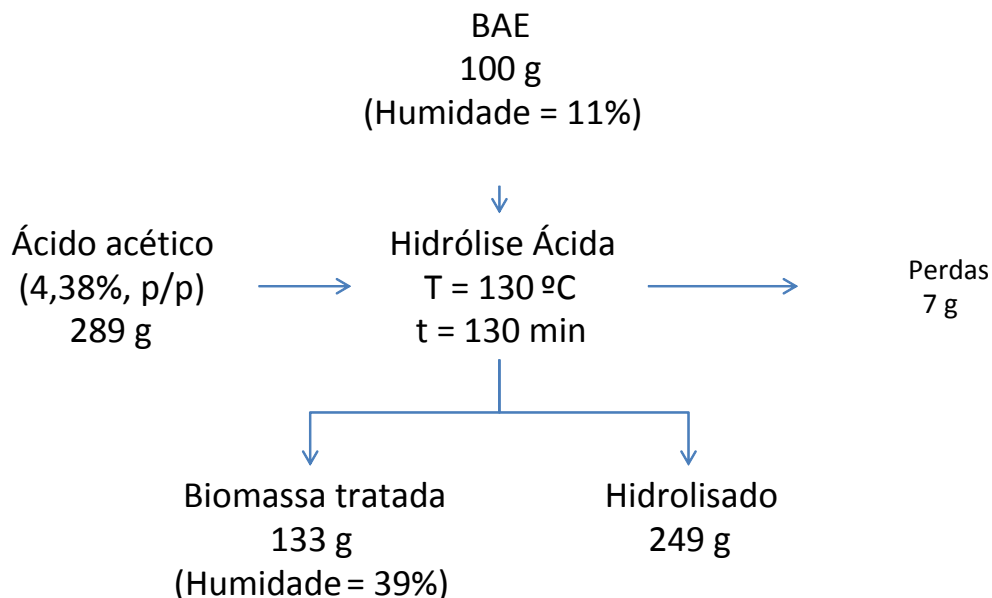 BAE
100 g
(Humidade = 11%)
Ácido acético
(4,38%, p/p)
289 g
Hidrólise Ácida
T = 130 ºC
t = 130 min
Perdas
7 g
Biomassa tratada
133 g
(Humidade = 39%)
Hidrolisado
249 g